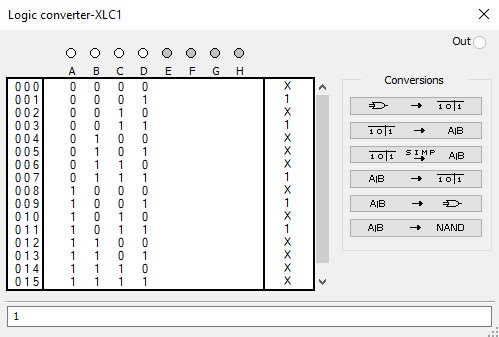 Logic converter-XLC1
Out
A B C D E F G H
000 0 0 0 0 X
001 0 0 0 1 1
002 0 0 1 0 X
003 0 0 1 1 1
004 0 1 0 0 X
005 0 1 0 1 X
006 0 1 1 0 X
007 0 1 1 1 1
008 1 0 0 0 X
009 1 0 0 1 1
010 1 0 1 0 X
011 1 0 1 1 1
012 1 1 0 0 X
013 1 1 0 1 X
014 1 1 1 0 X
015 1 1 1 1 X
Conversions
→ 1 0 1
1 0 1 → A|B
1 0 1 SIMP → A|B
A|B → 1 0 1
A|B →
A|B → NAND
1